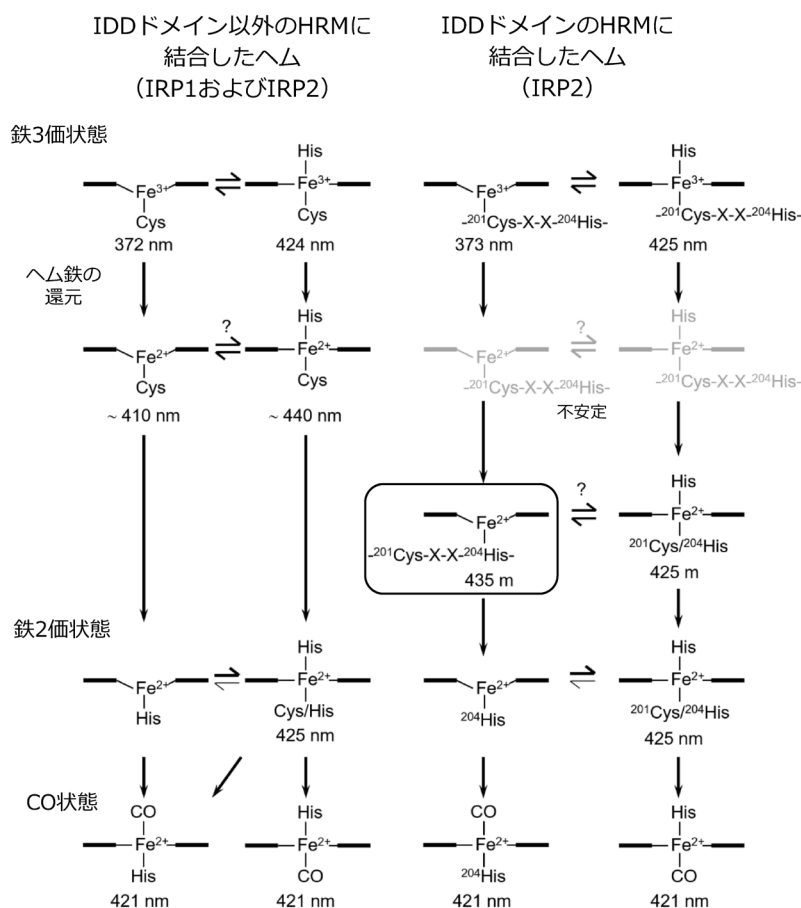 IDDドメイン以外のHRMに
結合したヘム
（IRP1およびIRP2）
IDDドメインのHRMに
結合したヘム
（IRP2）
鉄3価状態
His
His
Fe³⁺
Fe³⁺
Fe³⁺
Fe³⁺
Cys
Cys
-²⁰¹Cys-X-X-²⁰⁴His-
-²⁰¹Cys-X-X-²⁰⁴His-
372 nm
424 nm
373 nm
425 nm
ヘム鉄の
還元
His
His
?
?
Fe²⁺
Fe²⁺
Fe²⁺
Fe²⁺
Cys
Cys
-²⁰¹Cys-X-X-²⁰⁴His-
-²⁰¹Cys-X-X-²⁰⁴His-
~ 410 nm
~ 440 nm
不安定
His
?
Fe²⁺
Fe²⁺
-²⁰¹Cys-X-X-²⁰⁴His-
²⁰¹Cys/²⁰⁴His
435 m
425 m
鉄2価状態
His
His
Fe²⁺
Fe²⁺
Fe²⁺
Fe²⁺
His
Cys/His
²⁰⁴His
²⁰¹Cys/²⁰⁴His
425 nm
425 nm
CO状態
CO
His
CO
His
Fe²⁺
Fe²⁺
Fe²⁺
Fe²⁺
His
CO
²⁰⁴His
CO
421 nm
421 nm
421 nm
421 nm